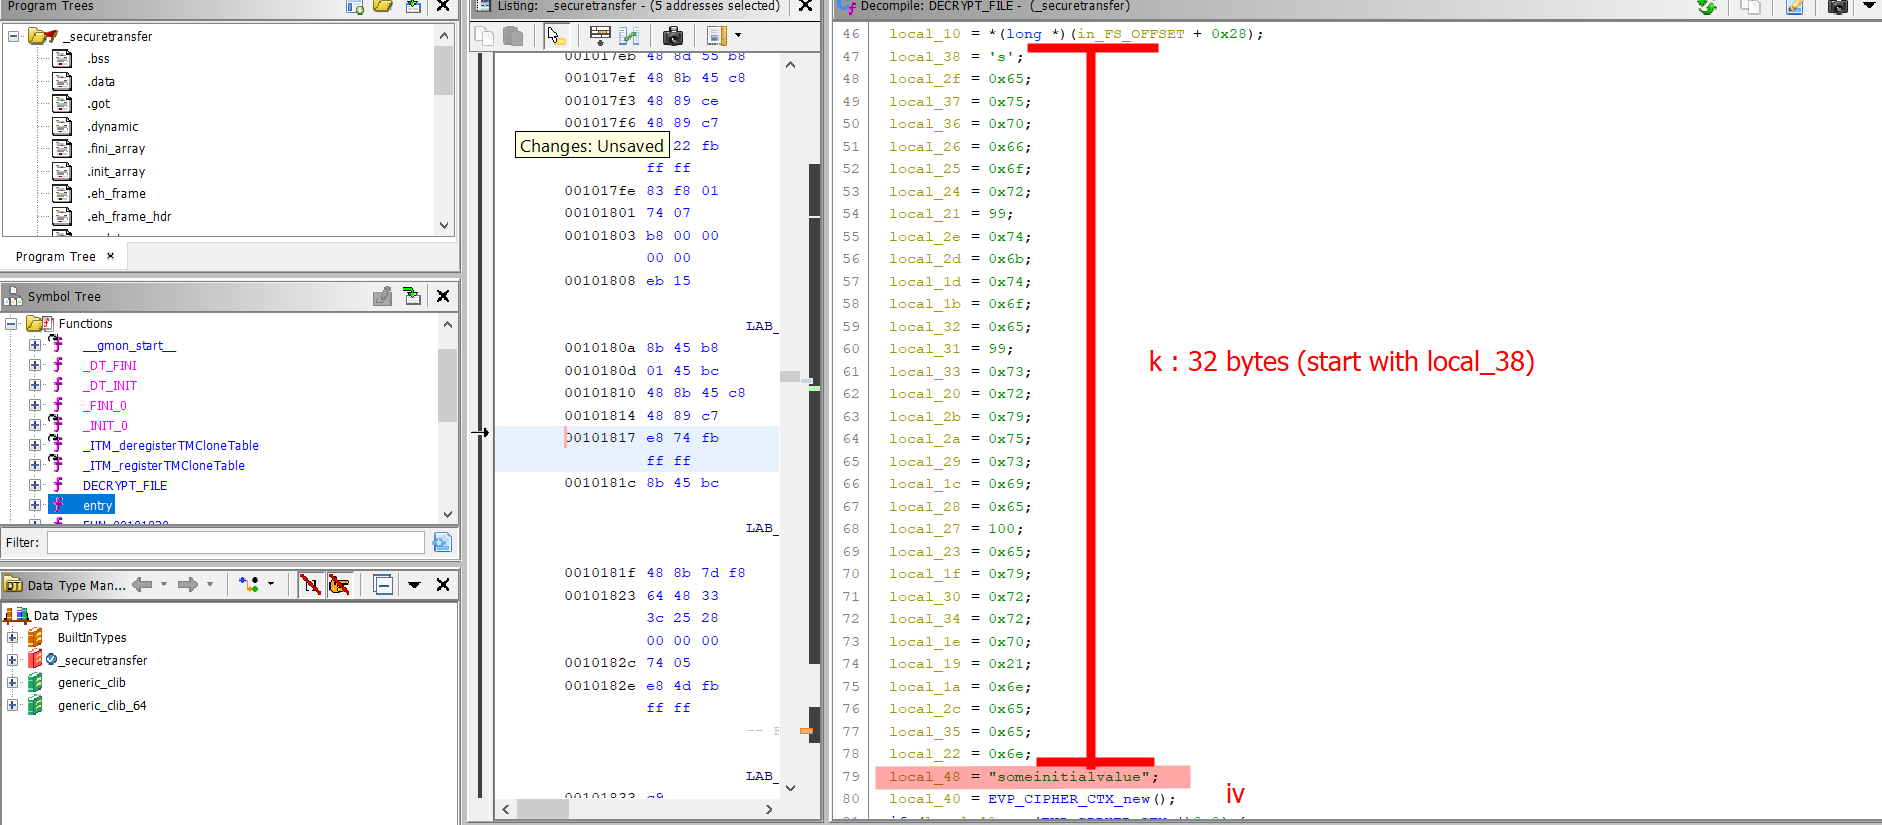 Program Trees
_securetransfer
.bss
.data
.got
.dynamic
.fini_array
.init_array
.eh_frame
.eh_frame_hdr
Program Tree ×
Symbol Tree
Functions
__gmon_start__
_DT_FINI
_DT_INIT
_FINI_0
_INIT_0
_ITM_deregisterTMCloneTable
_ITM_registerTMCloneTable
DECRYPT_FILE
entry
Filter:
Data Type Man...
Data Types
BuiltInTypes
_securetransfer
generic_clib
generic_clib_64
Listing: _securetransfer - (5 addresses selected)
001017eb 48 8d 55 b8
001017ef 48 8b 45 c8
001017f3 48 89 ce
001017f6 48 89 c7
Changes: Unsaved
22 fb
ff ff
001017fe 83 f8 01
00101801 74 07
00101803 b8 00 00
00 00
00101808 eb 15
LAB_
0010180a 8b 45 b8
0010180d 01 45 bc
00101810 48 8b 45 c8
00101814 48 89 c7
00101817 e8 74 fb
ff ff
0010181c 8b 45 bc
LAB_
0010181f 48 8b 7d f8
00101823 64 48 33
3c 25 28
00 00 00
0010182c 74 05
0010182e e8 4d fb
ff ff
LAB_
00101833 c9
Decompile: DECRYPT_FILE - (_securetransfer)
46 local_10 = *(long *)(in_FS_OFFSET + 0x28);
47 local_38 = 's';
48 local_2f = 0x65;
49 local_37 = 0x75;
50 local_36 = 0x70;
51 local_26 = 0x66;
52 local_25 = 0x6f;
53 local_24 = 0x72;
54 local_21 = 99;
55 local_2e = 0x74;
56 local_2d = 0x6b;
57 local_1d = 0x74;
58 local_1b = 0x6f;
59 local_32 = 0x65;
60 local_31 = 99;
61 local_33 = 0x73;
62 local_20 = 0x72;
63 local_2b = 0x79;
64 local_2a = 0x75;
65 local_29 = 0x73;
66 local_1c = 0x69;
67 local_28 = 0x65;
68 local_27 = 100;
69 local_23 = 0x65;
70 local_1f = 0x79;
71 local_30 = 0x72;
72 local_34 = 0x72;
73 local_1e = 0x70;
74 local_19 = 0x21;
75 local_1a = 0x6e;
76 local_2c = 0x65;
77 local_35 = 0x65;
78 local_22 = 0x6e;
79 local_48 = "someinitialvalue";
80 local_40 = EVP_CIPHER_CTX_new();
k : 32 bytes (start with local_38)
iv